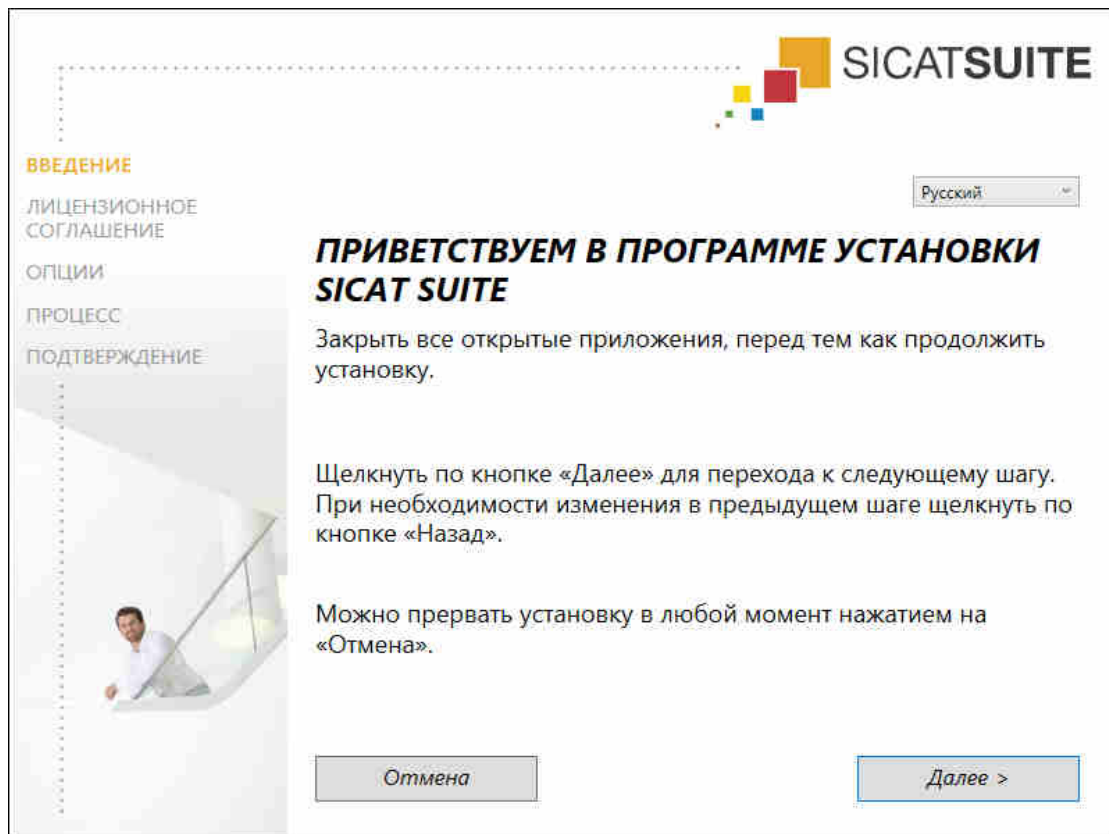 SICATSUITE
ВВЕДЕНИЕ
ЛИЦЕНЗИОННОЕ
СОГЛАШЕНИЕ
ОПЦИИ
ПРОЦЕСС
ПОДТВЕРЖДЕНИЕ
Русский
ПРИВЕТСТВУЕМ В ПРОГРАММЕ УСТАНОВКИ
SICAT SUITE
Закрыть все открытые приложения, перед тем как продолжить
установку.
Щелкнуть по кнопке «Далее» для перехода к следующему шагу.
При необходимости изменения в предыдущем шаге щелкнуть по
кнопке «Назад».
Можно прервать установку в любой момент нажатием на
«Отмена».
Отмена
Далее >